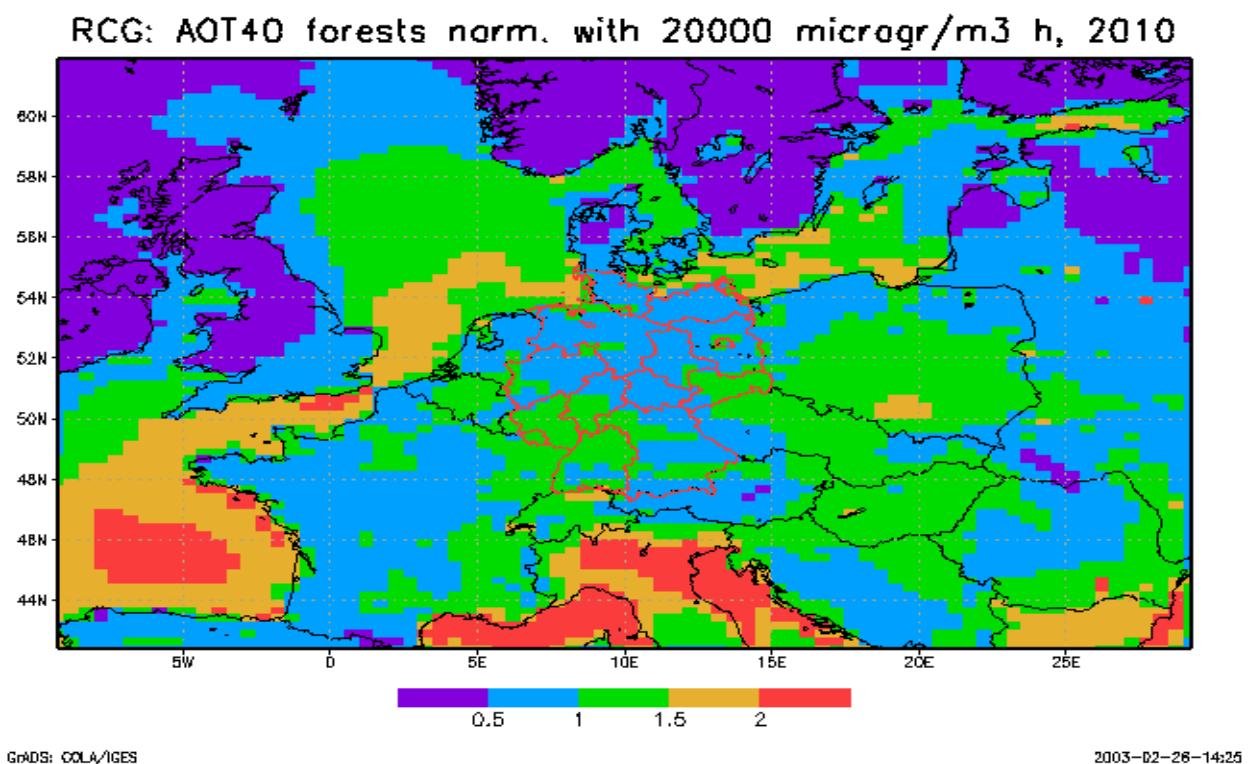 RCG: AOT40 forests norm. with 20000 microgr/m3 h, 2010
60N
58N
56N
54N
52N
50N
48N
46N
44N
5W 0 5E 10E 15E 20E 25E
0.5 1 1.5 2
GrADS: COLA/IGES
2003-02-26-14:25